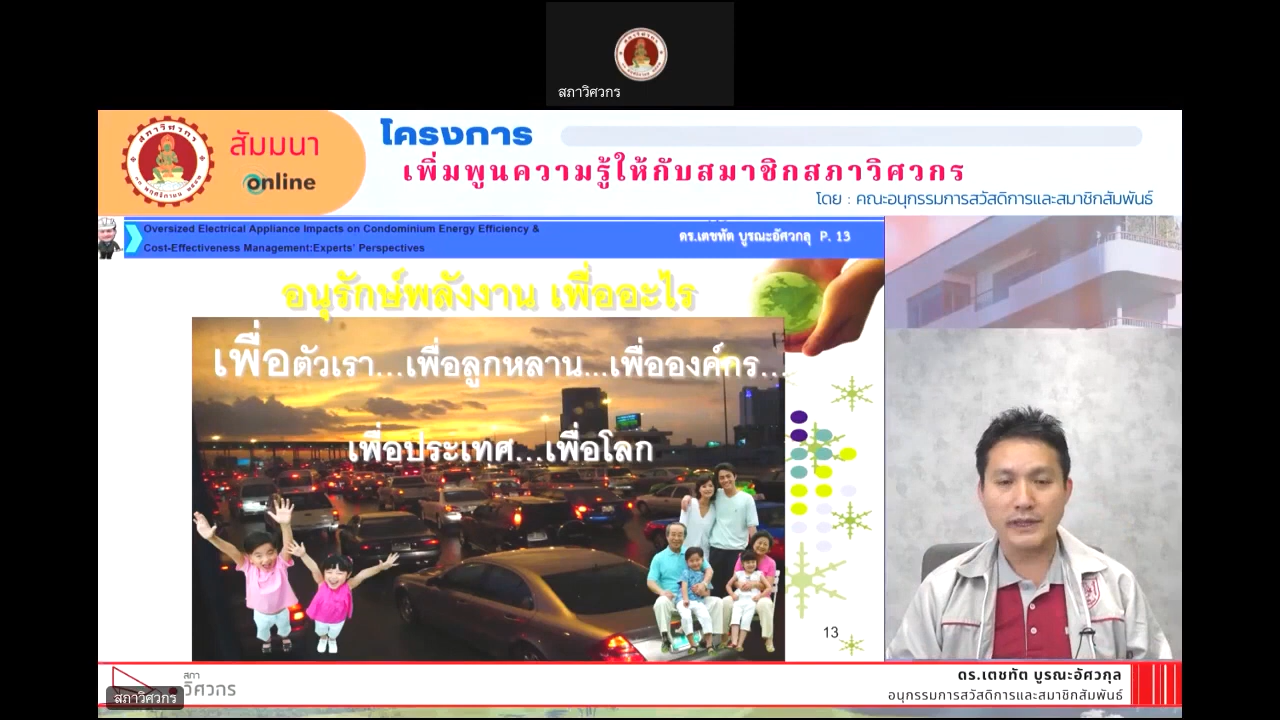 สภาวิศวกร
สัมมนา
online
โครงการ
เพิ่มพูนความรู้ให้กับสมาชิกสภาวิศวกร
โดย : คณะอนุกรรมการสวัสดิการและสมาชิกสัมพันธ์
Oversized Electrical Appliance Impacts on Condominium Energy Efficiency &
Cost-Effectiveness Management:Experts' Perspectives
ดร.เตชทัต บูรณะอัศวกลุ P. 13
อนุรักษ์พลังงาน เพื่ออะไร
เพื่อตัวเรา...เพื่อลูกหลาน...เพื่อองค์กร...
เพื่อประเทศ...เพื่อโลก
13
สภา
วิศวกร
สภาวิศวกร
ดร.เตชทัต บูรณะอัศวกุล
อนุกรรมการสวัสดิการและสมาชิกสัมพันธ์